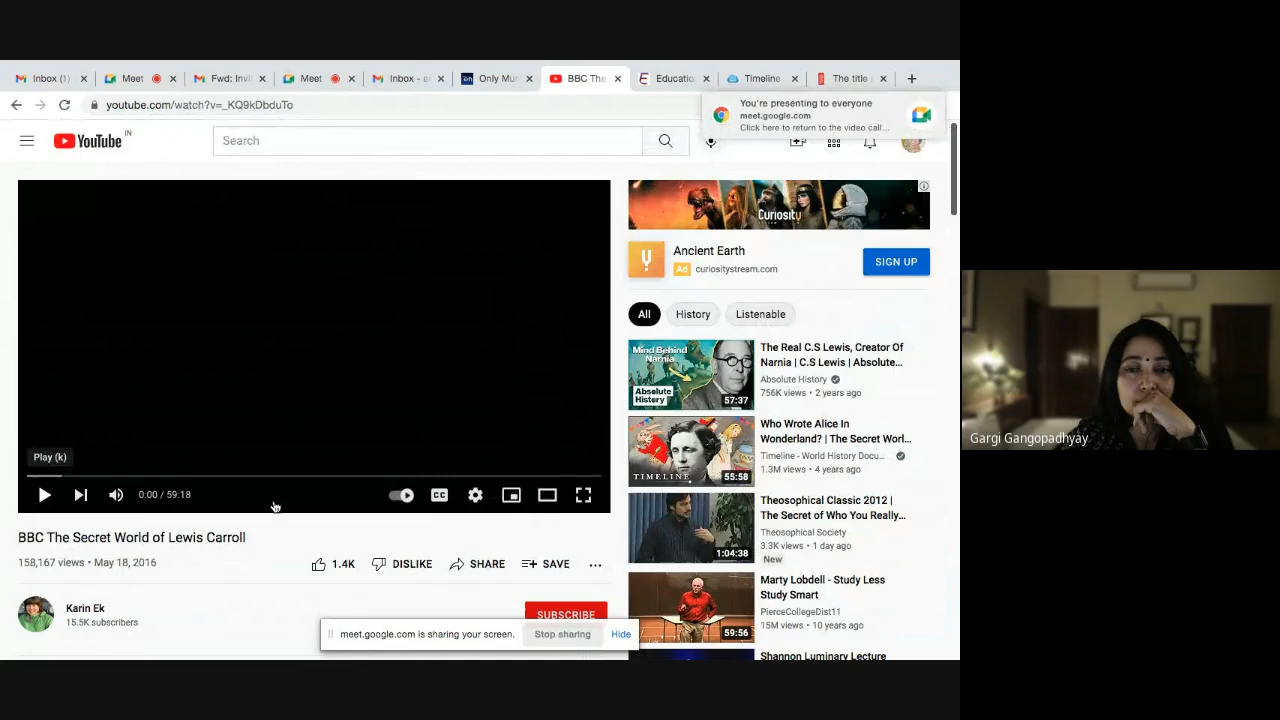 Inbox (1)
Meet
Fwd: Invi
Meet
Inbox - e
Only Mu
BBC The
Educatio
Timeline
The title p
youtube.com/watch?v=_KQ9kDbduTo
You're presenting to everyone
meet.google.com
Click here to return to the video call...
YouTube IN
Search
Curiosity
Ancient Earth
Ad curiositystream.com
SIGN UP
All
History
Listenable
Mind Behind
Narnia
Absolute
History
57:37
The Real C.S Lewis, Creator Of
Narnia | C.S Lewis | Absolute...
Absolute History
756K views • 2 years ago
TIMELINE
55:58
Who Wrote Alice In
Wonderland? | The Secret Worl...
Timeline - World History Docu...
1.3M views • 4 years ago
1:04:38
Theosophical Classic 2012 |
The Secret of Who You Really...
Theosophical Society
3.3K views • 1 day ago
New
59:56
Marty Lobdell - Study Less
Study Smart
PierceCollegeDist11
15M views • 10 years ago
Shannon Luminary Lecture
Play (k)
0:00 / 59:18
CC
BBC The Secret World of Lewis Carroll
158,167 views • May 18, 2016
1.4K
DISLIKE
SHARE
SAVE
Karin Ek
15.5K subscribers
SUBSCRIBE
meet.google.com is sharing your screen.
Stop sharing
Hide
Gargi Gangopadhyay